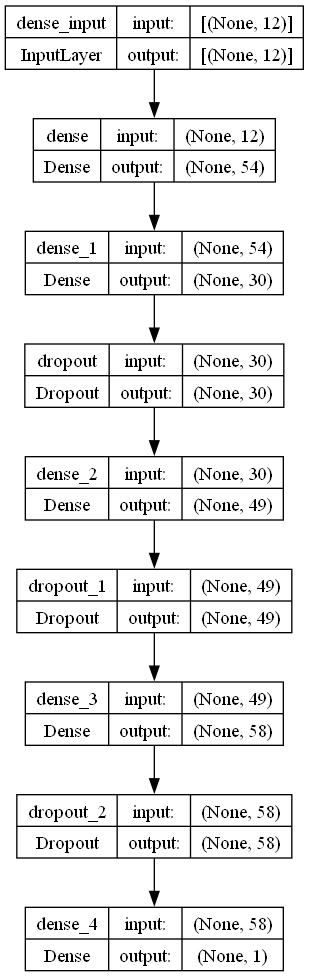 dense_input input: [(None, 12)]
InputLayer output: [(None, 12)]
dense input: (None, 12)
Dense output: (None, 54)
dense_1 input: (None, 54)
Dense output: (None, 30)
dropout input: (None, 30)
Dropout output: (None, 30)
dense_2 input: (None, 30)
Dense output: (None, 49)
dropout_1 input: (None, 49)
Dropout output: (None, 49)
dense_3 input: (None, 49)
Dense output: (None, 58)
dropout_2 input: (None, 58)
Dropout output: (None, 58)
dense_4 input: (None, 58)
Dense output: (None, 1)